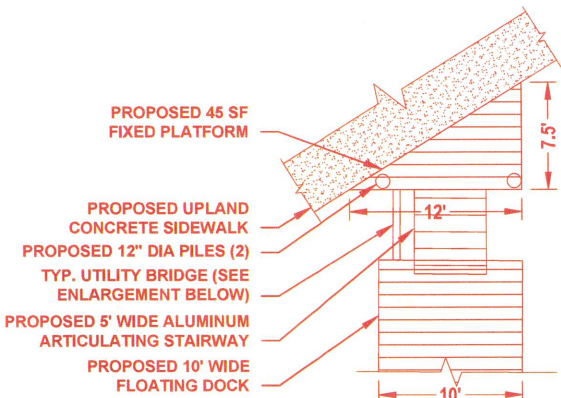 PROPOSED 45 SF
FIXED PLATFORM
7.5'
PROPOSED UPLAND
CONCRETE SIDEWALK
12'
PROPOSED 12" DIA PILES (2)
TYP. UTILITY BRIDGE (SEE
ENLARGEMENT BELOW)
PROPOSED 5' WIDE ALUMINUM
ARTICULATING STAIRWAY
PROPOSED 10' WIDE
FLOATING DOCK
10'